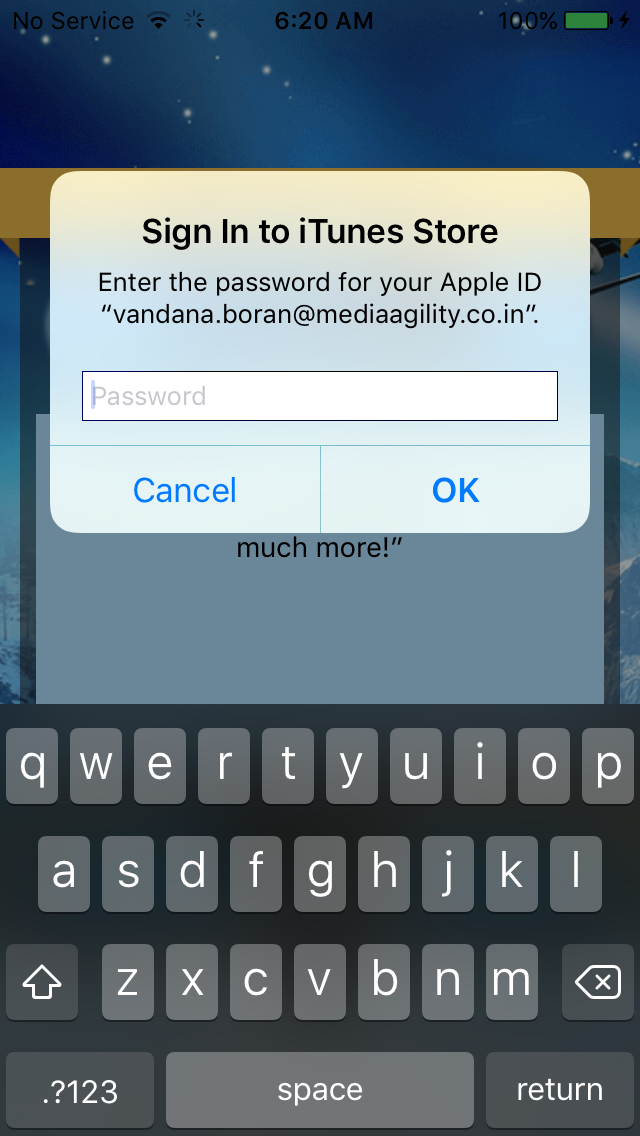 No Service 6:20 AM 100%
Sign In to iTunes Store
Enter the password for your Apple ID
“vandana.boran@mediaagility.co.in”.
Password
Cancel OK
much more!”
q w e r t y u i o p
a s d f g h j k l
z x c v b n m
.?123 space return